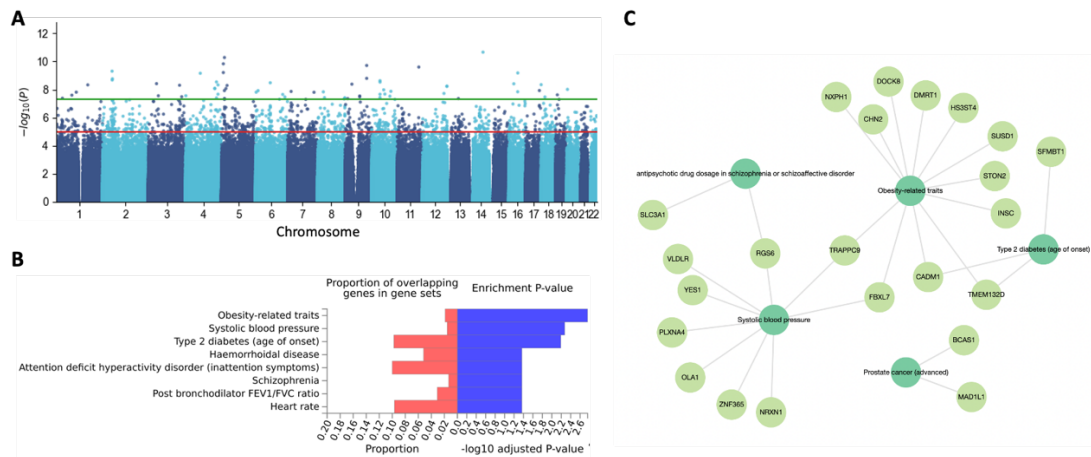 A
12
10
8
6
4
2
0
−log10(P)
1 2 3 4 5 6 7 8 9 10 11 12 13 14 16 17 18 19 20 21 22
Chromosome
B
Proportion of overlapping genes in gene sets
Enrichment P-value
Obesity-related traits
Systolic blood pressure
Type 2 diabetes (age of onset)
Haemorrhoidal disease
Attention deficit hyperactivity disorder (inattention symptoms)
Schizophrenia
Post bronchodilator FEV1/FVC ratio
Heart rate
0.20 0.18 0.16 0.14 0.12 0.10 0.08 0.06 0.04 0.02 0.0 0.2 0.4 0.6 0.8 1.0 1.2 1.4 1.6 1.8 2.0 2.2 2.4 2.6
Proportion
-log10 adjusted P-value
C
DOCK8
NXPH1
DMRT1
HS3ST4
CHN2
SUSD1
SFMBT1
antipsychotic drug dosage in schizophrenia or schizoaffective disorder
STON2
Obesity-related traits
SLC3A1
INSC
RGS6
TRAPPC9
Type 2 diabetes (age of onset)
VLDLR
CADM1
YES1
FBXL7
TMEM132D
Systolic blood pressure
PLXNA4
BCAS1
OLA1
Prostate cancer (advanced)
ZNF365
NRXN1
MAD1L1